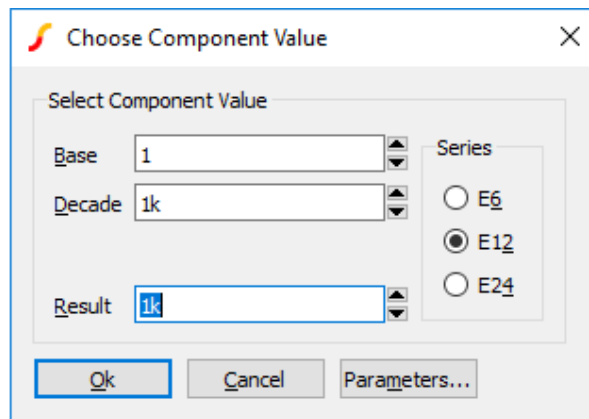 Choose Component Value
Select Component Value
Base 1
Decade 1k
Result 1k
Series
E6
E12
E24
Ok Cancel Parameters...